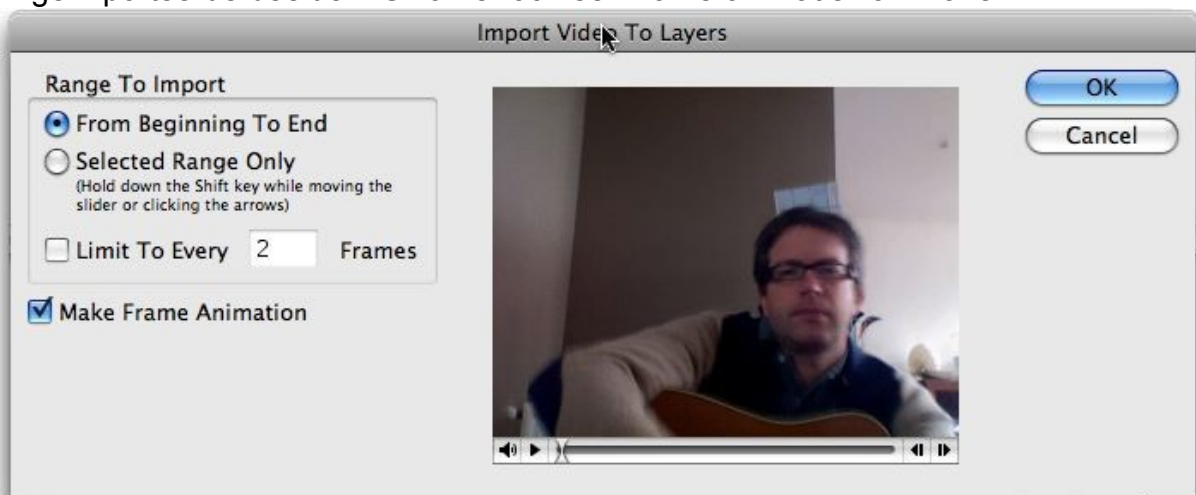 Import Video To Layers
Range To Import
From Beginning To End
Selected Range Only
(Hold down the Shift key while moving the
slider or clicking the arrows)
Limit To Every 2 Frames
Make Frame Animation
OK
Cancel